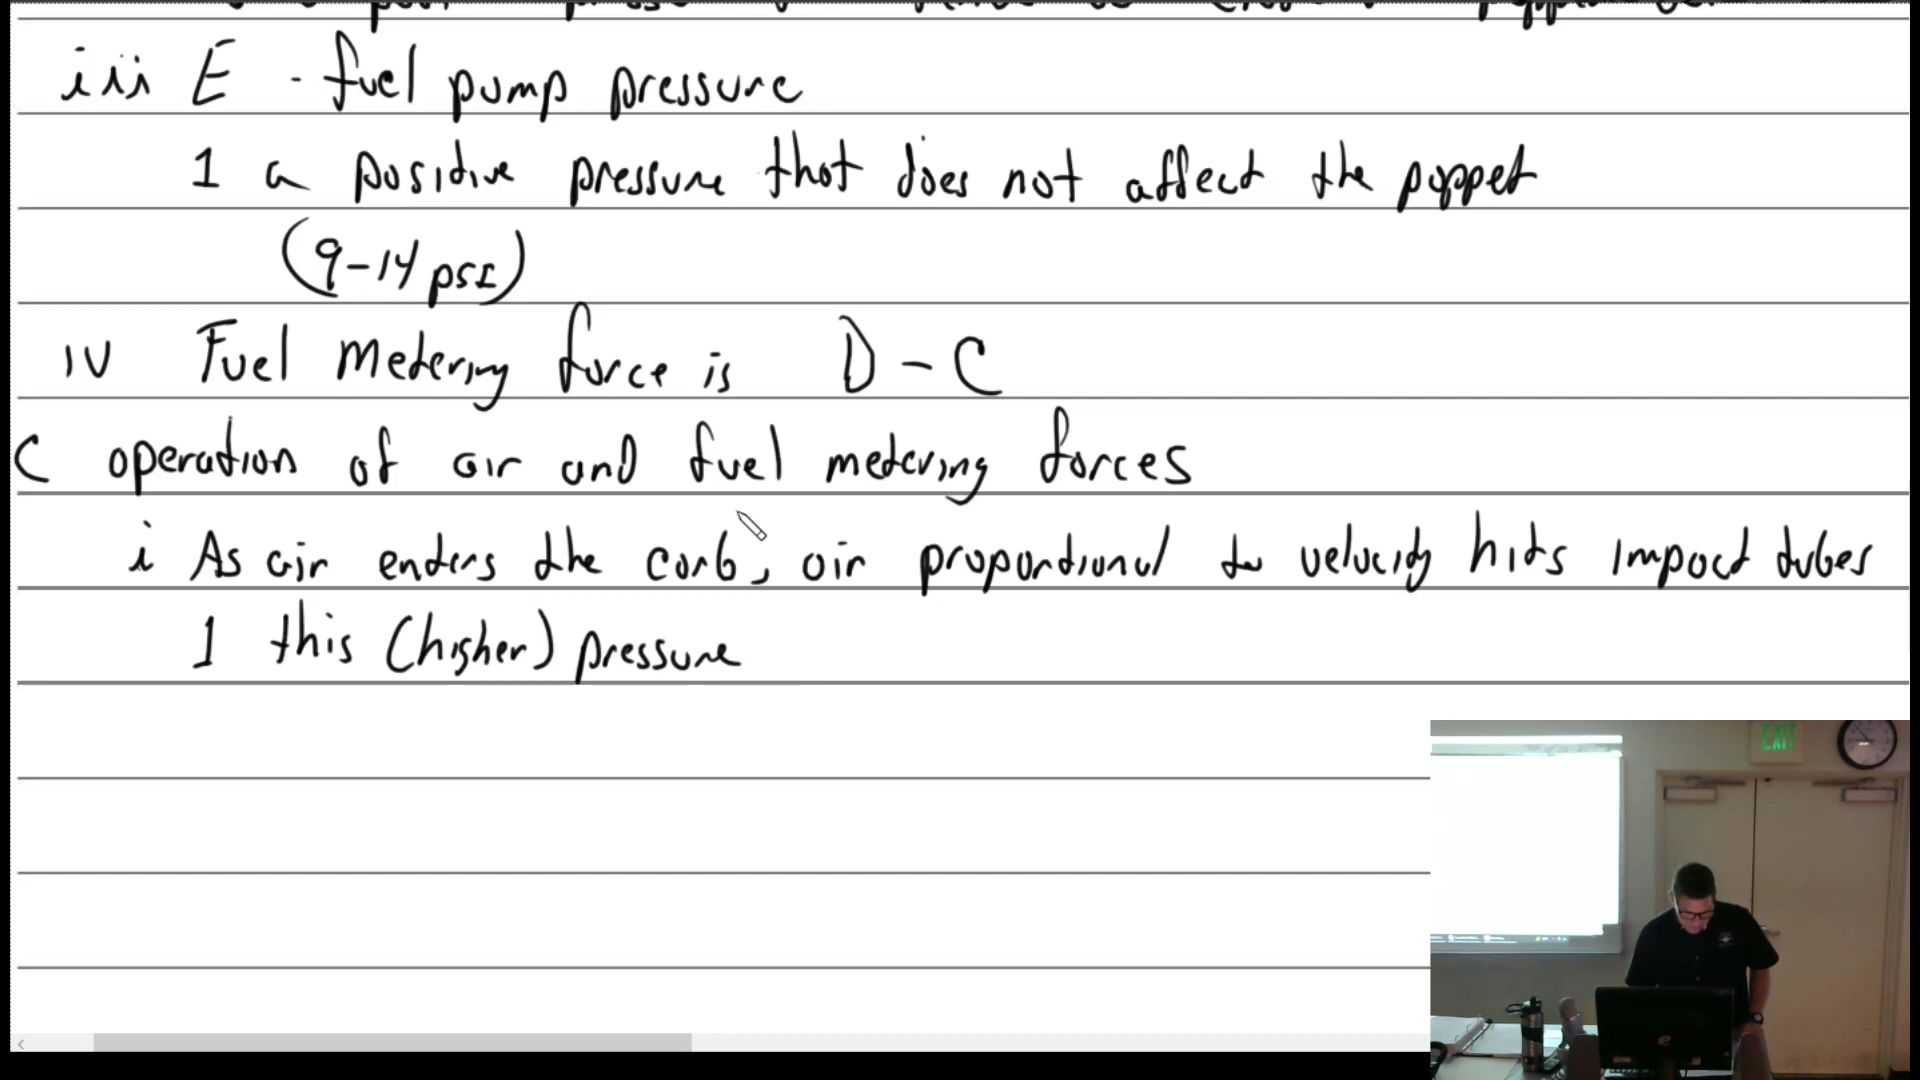 iii E - fuel pump pressure
1 a positive pressure that does not affect the poppet
(9-14 psi)
iv Fuel Metering force is D - C
C operation of air and fuel metering forces
i As air enters the carb, air proportional to velocity hits impact tubes
1 this (higher) pressure
EXIT